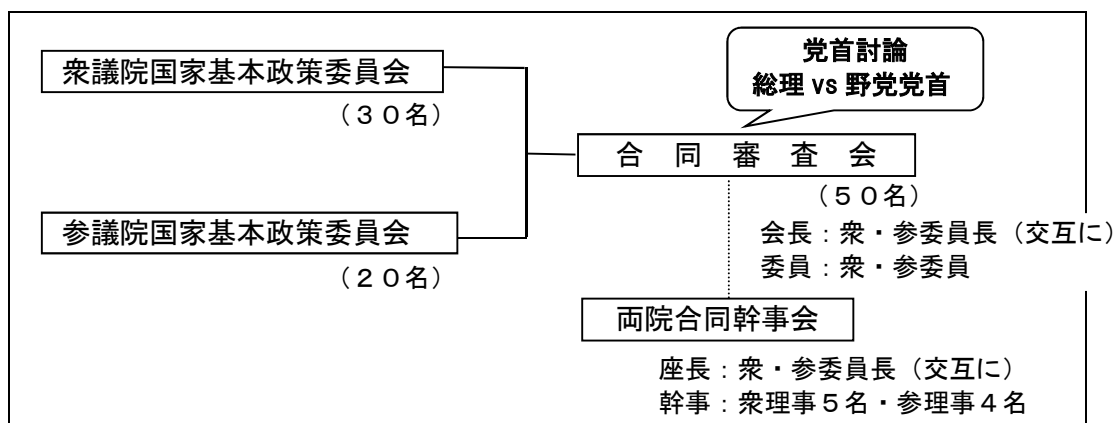 党首討論
総理 vs 野党党首
衆議院国家基本政策委員会
（３０名）
合　同　審　査　会
（５０名）
会長：衆・参委員長（交互に）
委員：衆・参委員
参議院国家基本政策委員会
（２０名）
両院合同幹事会
座長：衆・参委員長（交互に）
幹事：衆理事５名・参理事４名